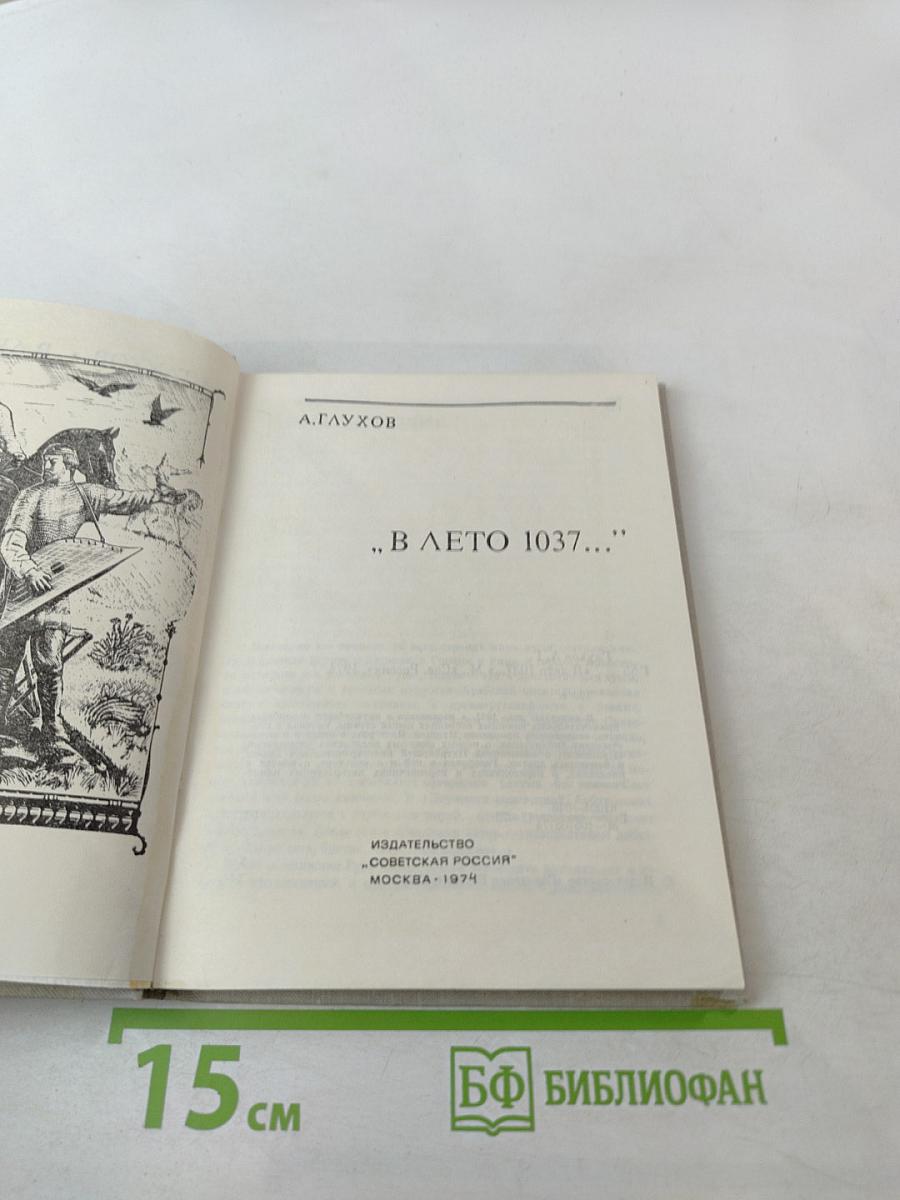 А. ГЛУХОВ
„В ЛЕТО 1037..."
ИЗДАТЕЛЬСТВО
„СОВЕТСКАЯ РОССИЯ"
МОСКВА · 1974
15 СМ
БФ БИБЛИОФАН